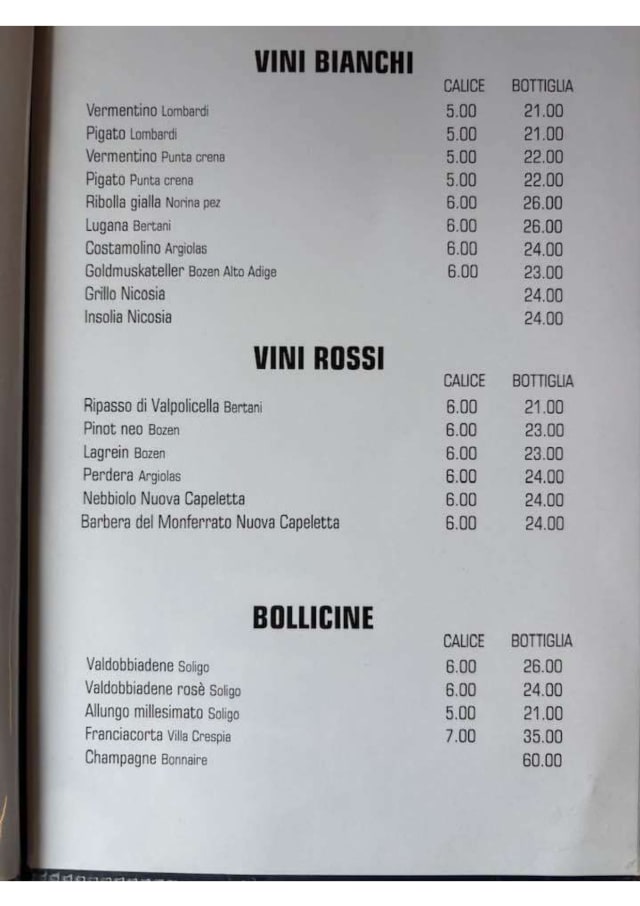 VINI BIANCHI
CALICE BOTTIGLIA
Vermentino Lombardi 5.00 21.00
Pigato Lombardi 5.00 21.00
Vermentino Punta crena 5.00 22.00
Pigato Punta crena 5.00 22.00
Ribolla gialla Norina pez 6.00 26.00
Lugana Bertani 6.00 26.00
Costamolino Argiolas 6.00 24.00
Goldmuskateller Bozen Alto Adige 6.00 23.00
Grillo Nicosia 24.00
Insolia Nicosia 24.00
VINI ROSSI
CALICE BOTTIGLIA
Ripasso di Valpolicella Bertani 6.00 21.00
Pinot neo Bozen 6.00 23.00
Lagrein Bozen 6.00 23.00
Perdera Argiolas 6.00 24.00
Nebbiolo Nuova Capeletta 6.00 24.00
Barbera del Monferrato Nuova Capeletta 6.00 24.00
BOLLICINE
CALICE BOTTIGLIA
Valdobbiadene Soligo 6.00 26.00
Valdobbiadene rosè Soligo 6.00 24.00
Allungo millesimato Soligo 5.00 21.00
Franciacorta Villa Crespia 7.00 35.00
Champagne Bonnaire 60.00